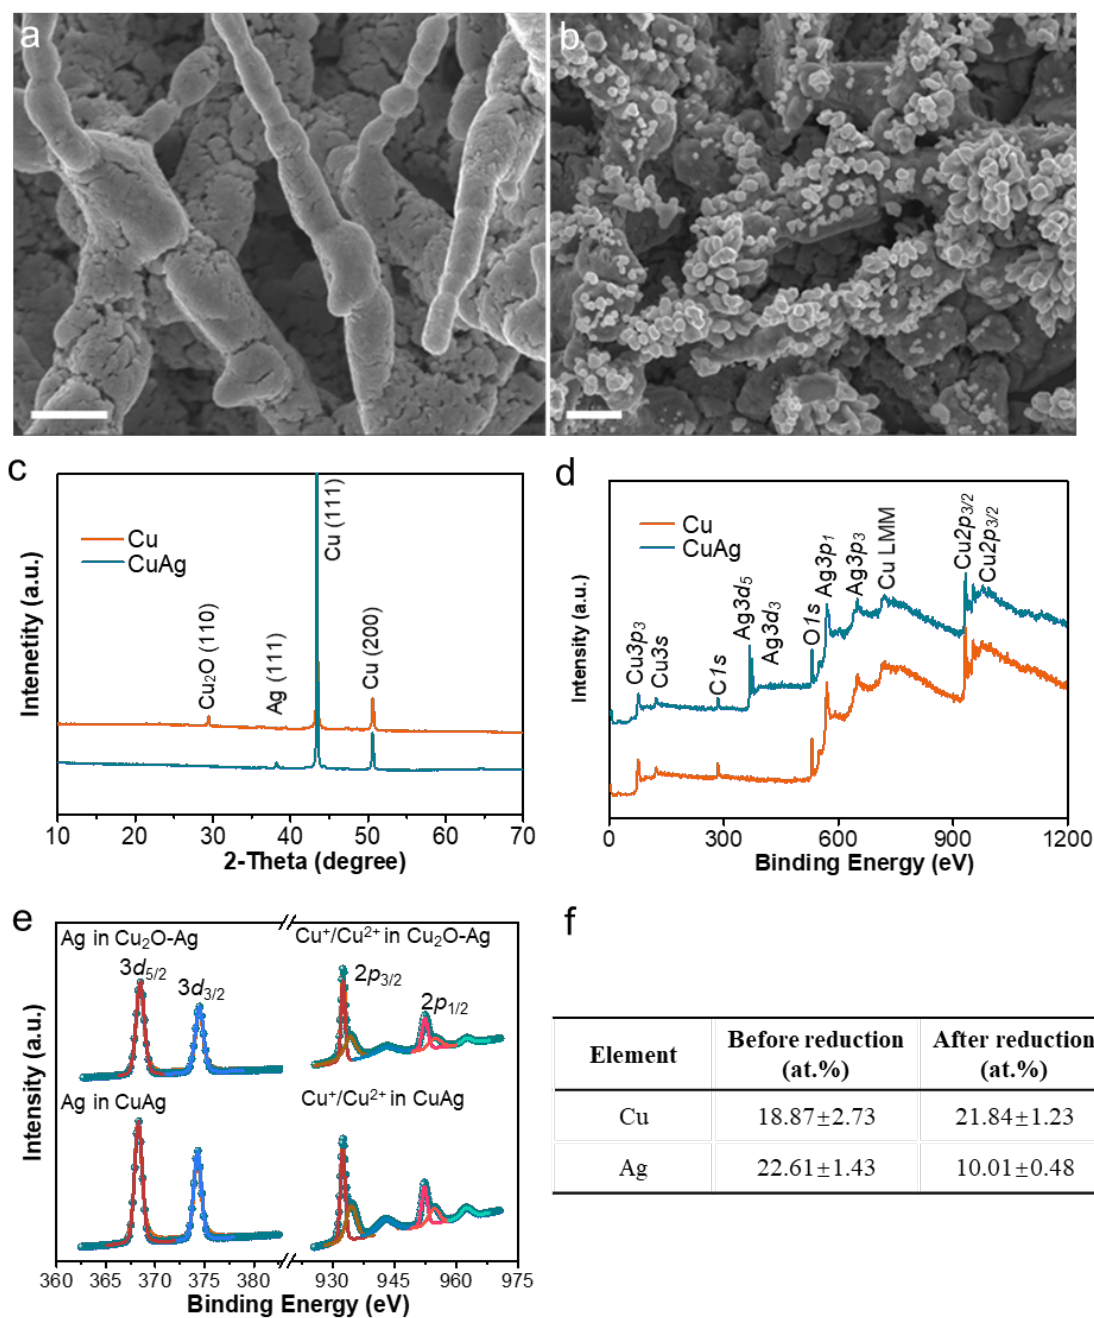 a
b
c
Cu
CuAg
Cu₂O (110)
Ag (111)
Cu (111)
Cu (200)
Intenetity (a.u.)
10 20 30 40 50 60 70
2-Theta (degree)
d
Cu
CuAg
Cu3p₃
Cu3s
C1s
Ag3d₅
Ag3d₃
O1s
Ag3p₁
Ag3p₃
Cu LMM
Cu2p₃/₂
Cu2p₃/₂
Intensity (a.u.)
0 300 600 900 1200
Binding Energy (eV)
e
Ag in Cu₂O-Ag
Cu⁺/Cu²⁺ in Cu₂O-Ag
3d₅/₂
3d₃/₂
2p₃/₂
2p₁/₂
Ag in CuAg
Cu⁺/Cu²⁺ in CuAg
Intensity (a.u.)
360 365 370 375 380 930 945 960 975
Binding Energy (eV)
f
Element Before reduction (at.%) After reduction (at.%)
Cu 18.87±2.73 21.84±1.23
Ag 22.61±1.43 10.01±0.48